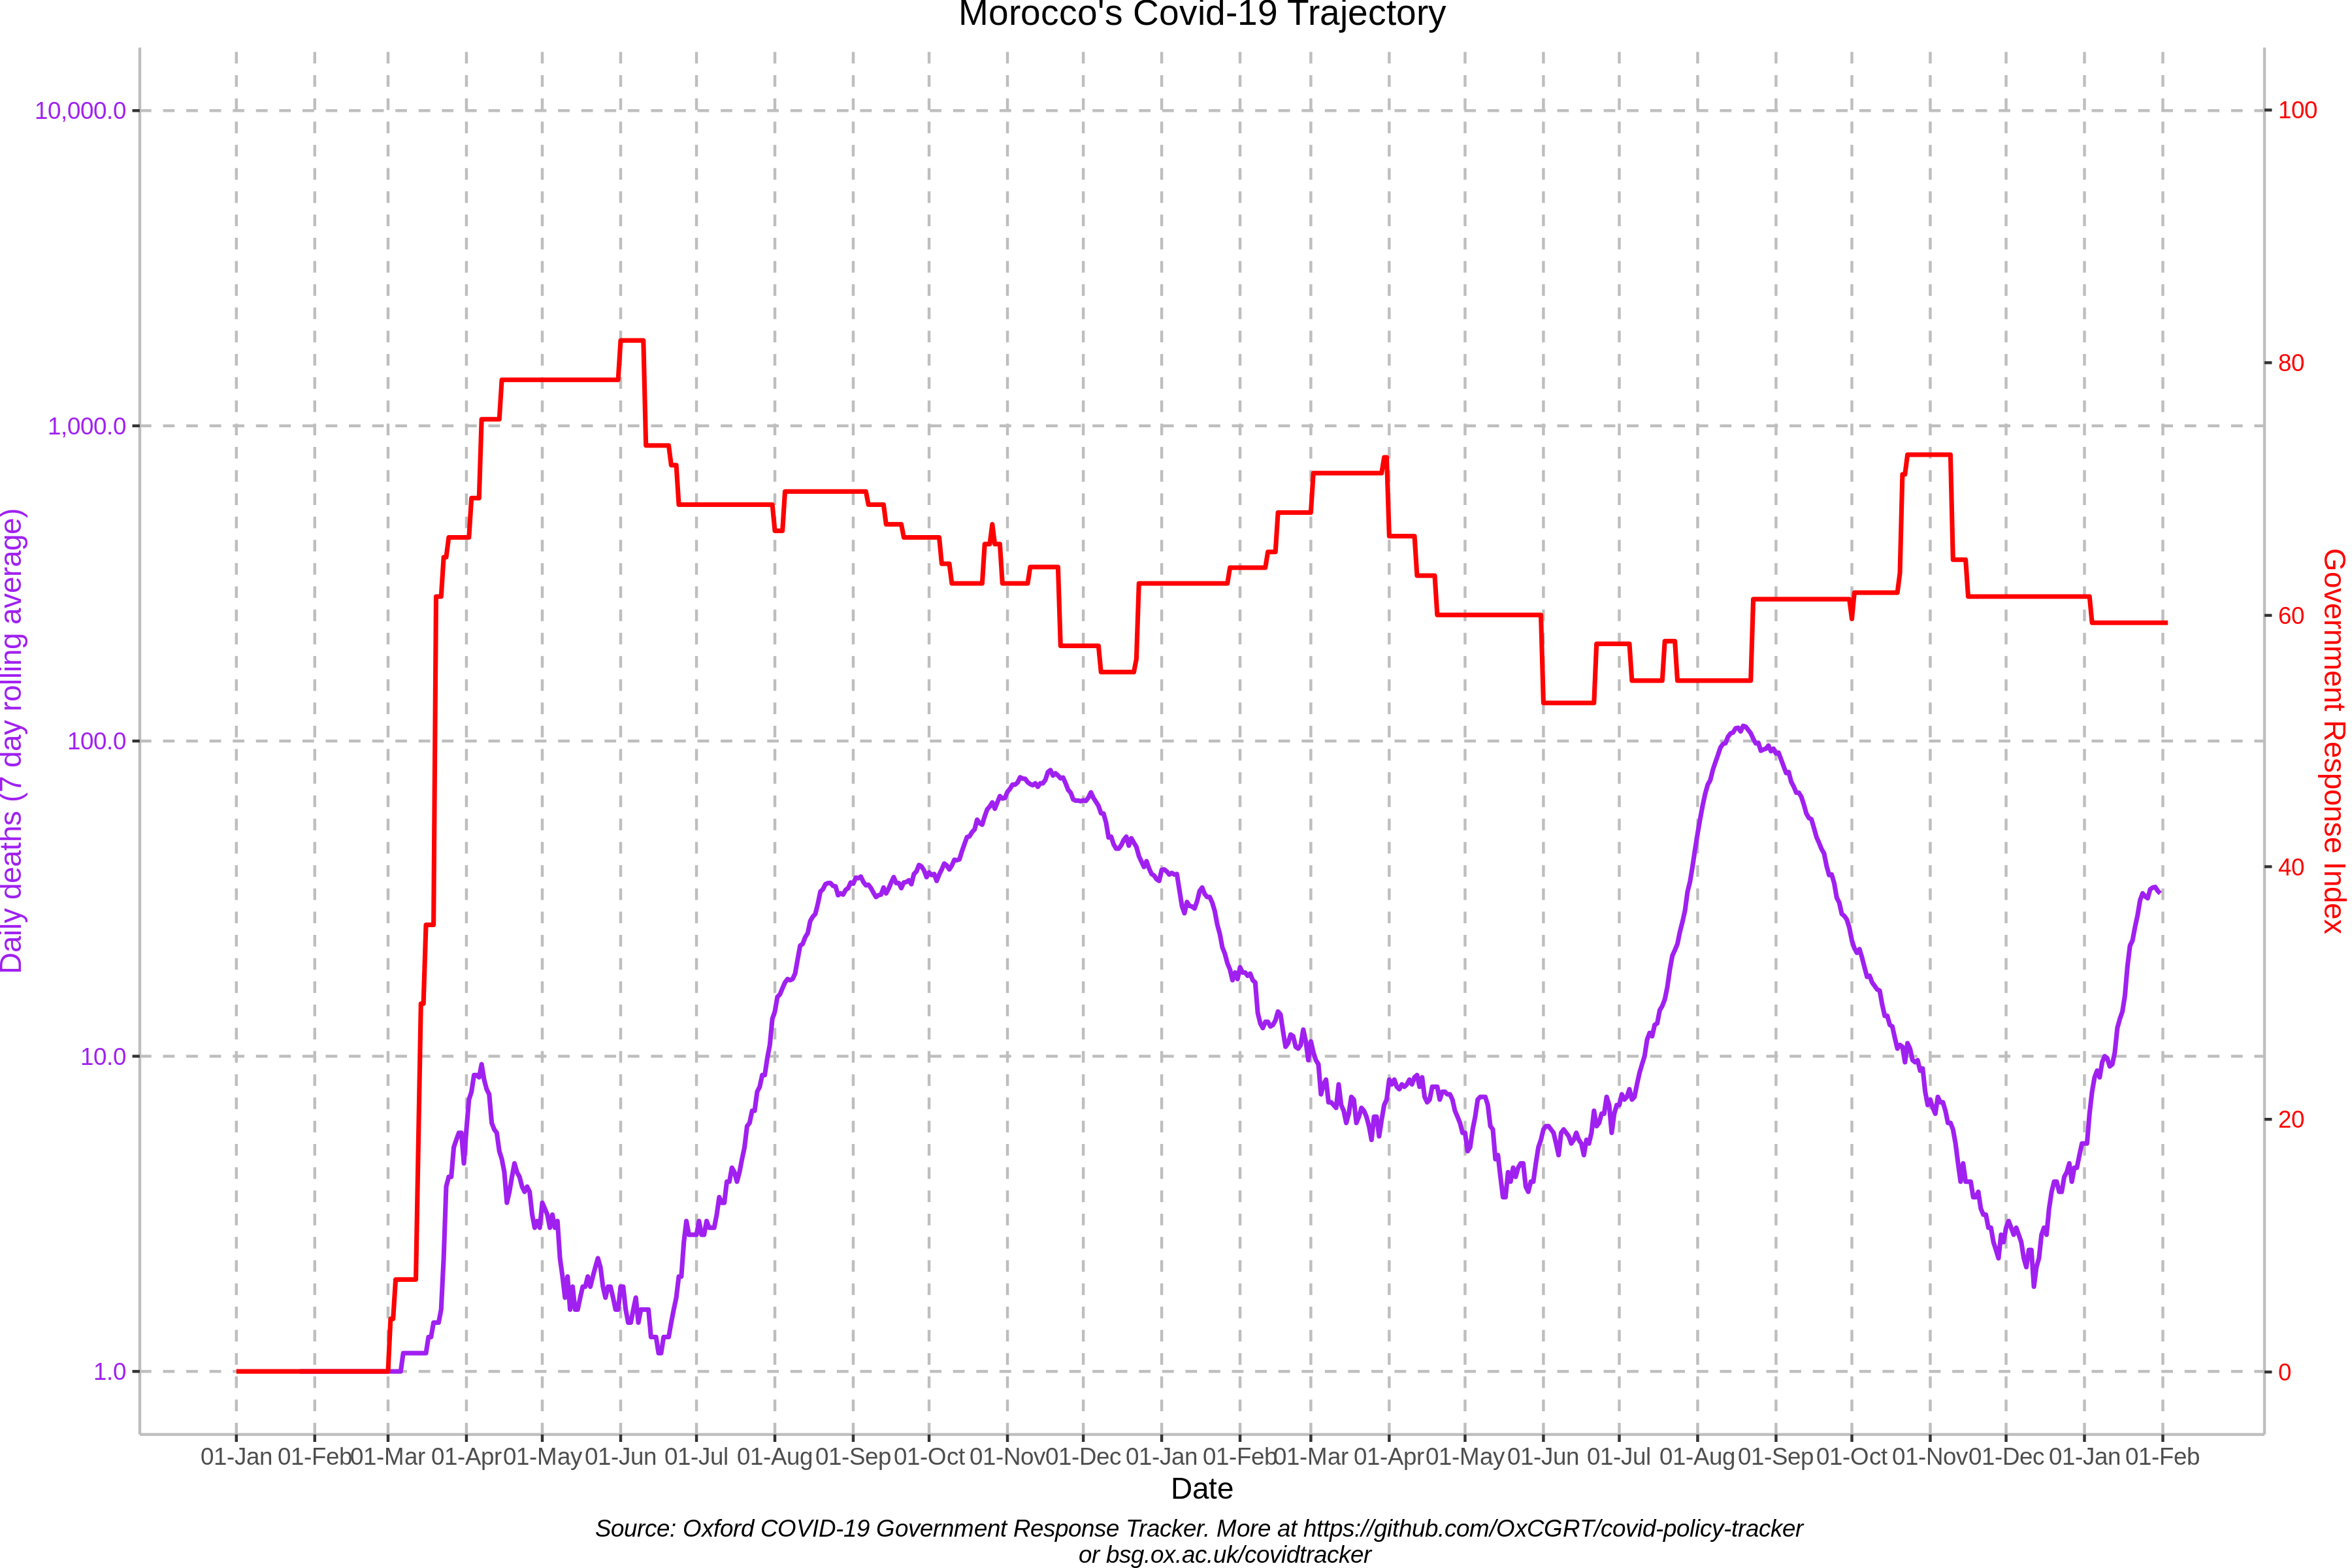 Morocco's Covid-19 Trajectory
10,000.0
1,000.0
100.0
10.0
1.0
Daily deaths (7 day rolling average)
100
80
60
40
20
0
Government Response Index
01-Jan 01-Feb 01-Mar 01-Apr 01-May 01-Jun 01-Jul 01-Aug 01-Sep 01-Oct 01-Nov 01-Dec 01-Jan 01-Feb 01-Mar 01-Apr 01-May 01-Jun 01-Jul 01-Aug 01-Sep 01-Oct 01-Nov 01-Dec 01-Jan 01-Feb
Date
Source: Oxford COVID-19 Government Response Tracker. More at https://github.com/OxCGRT/covid-policy-tracker
or bsg.ox.ac.uk/covidtracker